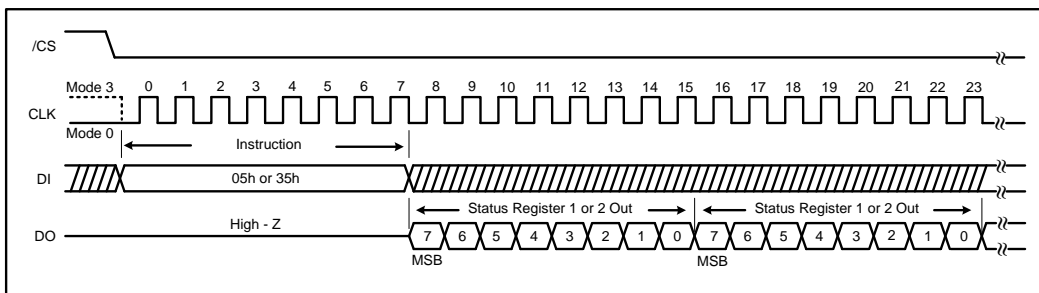 /CS
Mode 3 0 1 2 3 4 5 6 7 8 9 10 11 12 13 14 15 16 17 18 19 20 21 22 23
CLK
Mode 0
Instruction
DI 05h or 35h
Status Register 1 or 2 Out Status Register 1 or 2 Out
High - Z
DO 7 6 5 4 3 2 1 0 7 6 5 4 3 2 1 0
MSB MSB